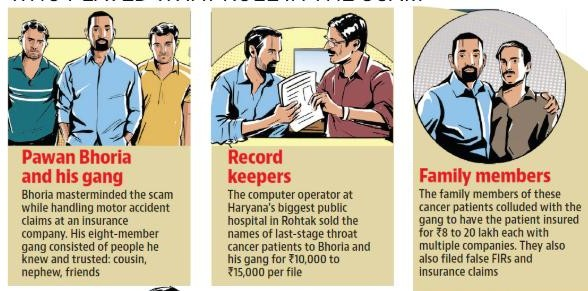 WHO PLAYED WHAT ROLE IN THE SCAM
Pawan Bhoria
and his gang
Bhoria masterminded the scam
while handling motor accident
claims at an insurance
company. His eight-member
gang consisted of people he
knew and trusted: cousin,
nephew, friends
Record
keepers
The computer operator at
Haryana's biggest public
hospital in Rohtak sold the
names of last-stage throat
cancer patients to Bhoria and
his gang for ₹10,000 to
₹15,000 per file
Family members
The family members of these
cancer patients colluded with the
gang to have the patient insured
for ₹8 to 20 lakh each with
multiple companies. They also
also filed false FIRs and
insurance claims